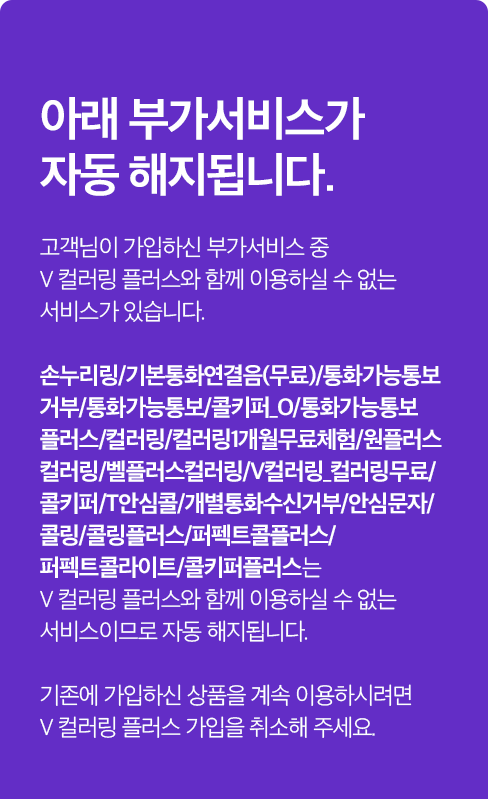 아래 부가서비스가
자동 해지됩니다.
고객님이 가입하신 부가서비스 중
V 컬러링 플러스와 함께 이용하실 수 없는
서비스가 있습니다.
손누리링/기본통화연결음(무료)/통화가능통보
거부/통화가능통보/콜키퍼_O/통화가능통보
플러스/컬러링/컬러링1개월무료체험/원플러스
컬러링/벨플러스컬러링/V컬러링_컬러링무료/
콜키퍼/T안심콜/개별통화수신거부/안심문자/
콜링/콜링플러스/퍼펙트콜플러스/
퍼펙트콜라이트/콜키퍼플러스는
V 컬러링 플러스와 함께 이용하실 수 없는
서비스이므로 자동 해지됩니다.
기존에 가입하신 상품을 계속 이용하시려면
V 컬러링 플러스 가입을 취소해 주세요.